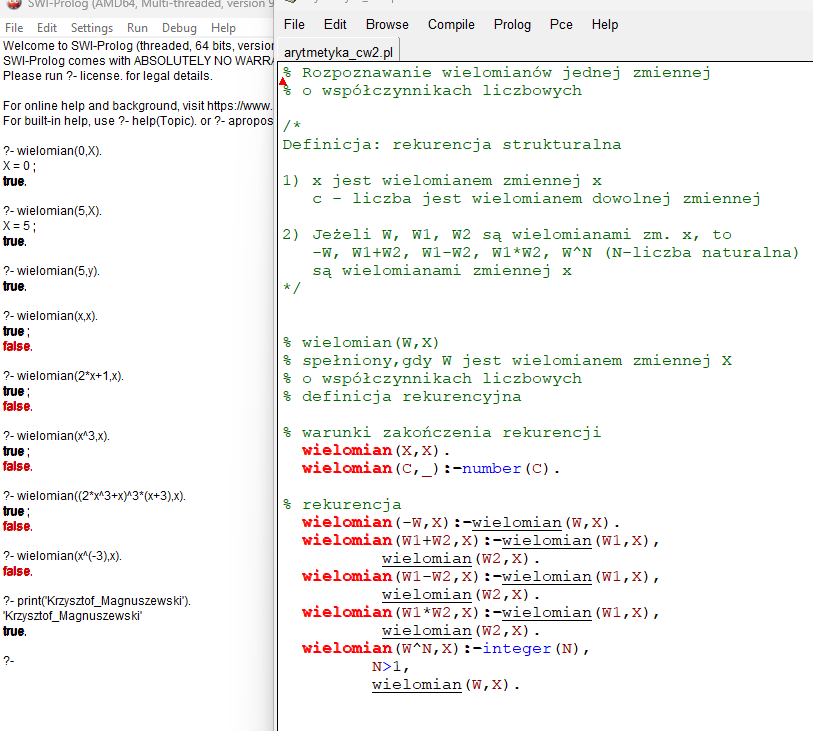 SWI-Prolog (AMD64, Multi-threaded, version 9
File Edit Settings Run Debug Help
Welcome to SWI-Prolog (threaded, 64 bits, version
SWI-Prolog comes with ABSOLUTELY NO WARRA
Please run ?- license. for legal details.
For online help and background, visit https://www.
For built-in help, use ?- help(Topic). or ?- apropos
?- wielomian(0,X).
X = 0 ;
true.
?- wielomian(5,X).
X = 5 ;
true.
?- wielomian(5,y).
true.
?- wielomian(x,x).
true ;
false.
?- wielomian(2*x+1,x).
true ;
false.
?- wielomian(x^3,x).
true ;
false.
?- wielomian((2*x^3+x)^3*(x+3),x).
true ;
false.
?- wielomian(x^(-3),x).
false.
?- print('Krzysztof_Magnuszewski').
'Krzysztof_Magnuszewski'
true.
?-
File Edit Browse Compile Prolog Pce Help
arytmetyka_cw2.pl
% Rozpoznawanie wielomianów jednej zmiennej
% o współczynnikach liczbowych
/*
Definicja: rekurencja strukturalna
1) x jest wielomianem zmiennej x
c - liczba jest wielomianem dowolnej zmiennej
2) Jeżeli W, W1, W2 są wielomianami zm. x, to
-W, W1+W2, W1-W2, W1*W2, W^N (N-liczba naturalna)
są wielomianami zmiennej x
*/
% wielomian(W,X)
% spełniony,gdy W jest wielomianem zmiennej X
% o współczynnikach liczbowych
% definicja rekurencyjna
% warunki zakończenia rekurencji
wielomian(X,X).
wielomian(C,_):-number(C).
% rekurencja
wielomian(-W,X):-wielomian(W,X).
wielomian(W1+W2,X):-wielomian(W1,X),
wielomian(W2,X).
wielomian(W1-W2,X):-wielomian(W1,X),
wielomian(W2,X).
wielomian(W1*W2,X):-wielomian(W1,X),
wielomian(W2,X).
wielomian(W^N,X):-integer(N),
N>1,
wielomian(W,X).